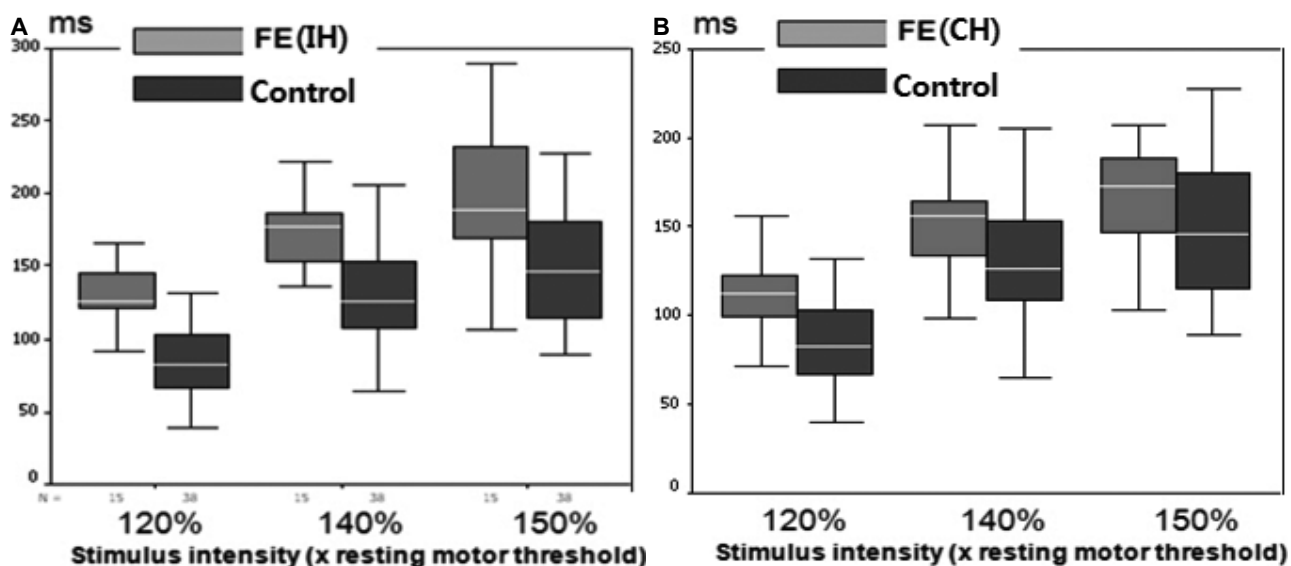 A ms
FE(IH)
Control
300
250
200
150
100
50
0
N = 15 38 15 38 15 38
120% 140% 150%
Stimulus intensity (x resting motor threshold)
B ms
FE(CH)
Control
250
200
150
100
50
0
120% 140% 150%
Stimulus intensity (x resting motor threshold)